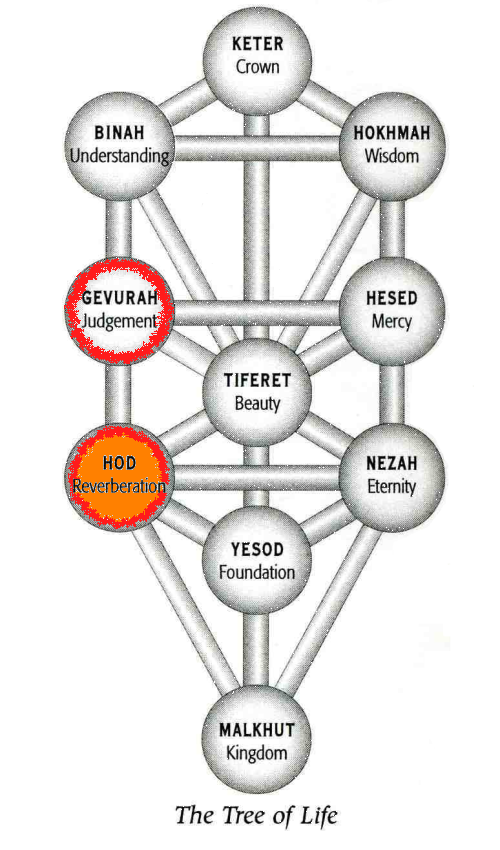 KETER
Crown
BINAH
Understanding
HOKHMAH
Wisdom
GEVURAH
Judgement
HESED
Mercy
TIFERET
Beauty
HOD
Reverberation
NEZAH
Eternity
YESOD
Foundation
MALKHUT
Kingdom
The Tree of Life